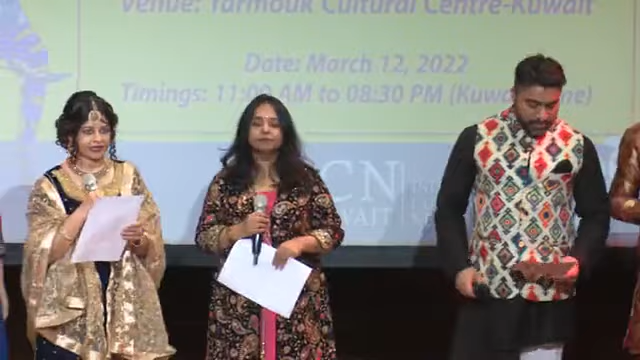 Venue: Yarmouk Cultural Centre-Kuwait
Date: March 12, 2022
Timings: 11:00 AM to 08:30 PM (Kuwait Time)
CN
KUWAIT